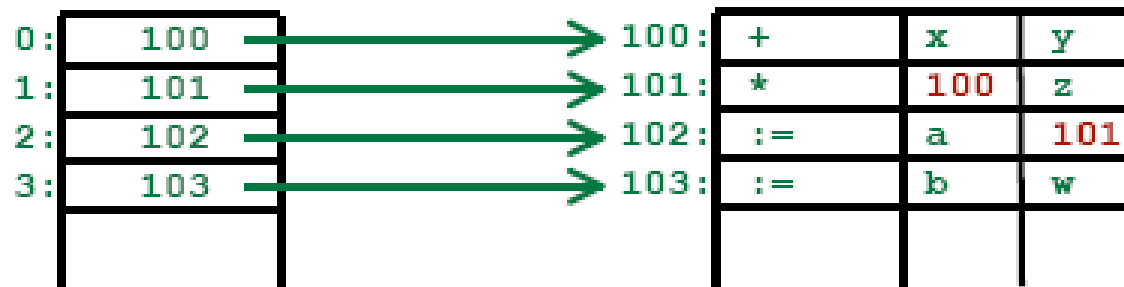 0: 100 100: + x y
1: 101 101: * 100 z
2: 102 102: := a 101
3: 103 103: := b w